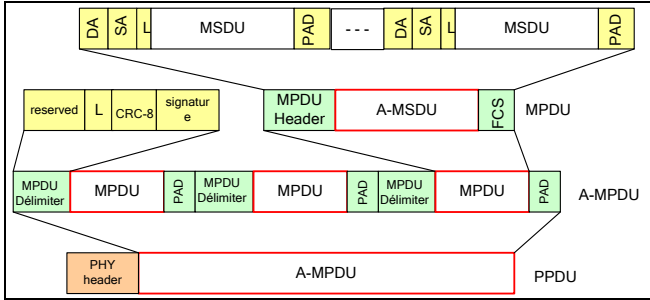 DA SA L MSDU PAD - - - DA SA L MSDU PAD
reserved L CRC-8 signatur
e
MPDU
Header A-MSDU FCS MPDU
MPDU
Délimiter MPDU PAD MPDU
Délimiter MPDU PAD MPDU
Délimiter MPDU PAD A-MPDU
PHY
header A-MPDU PPDU